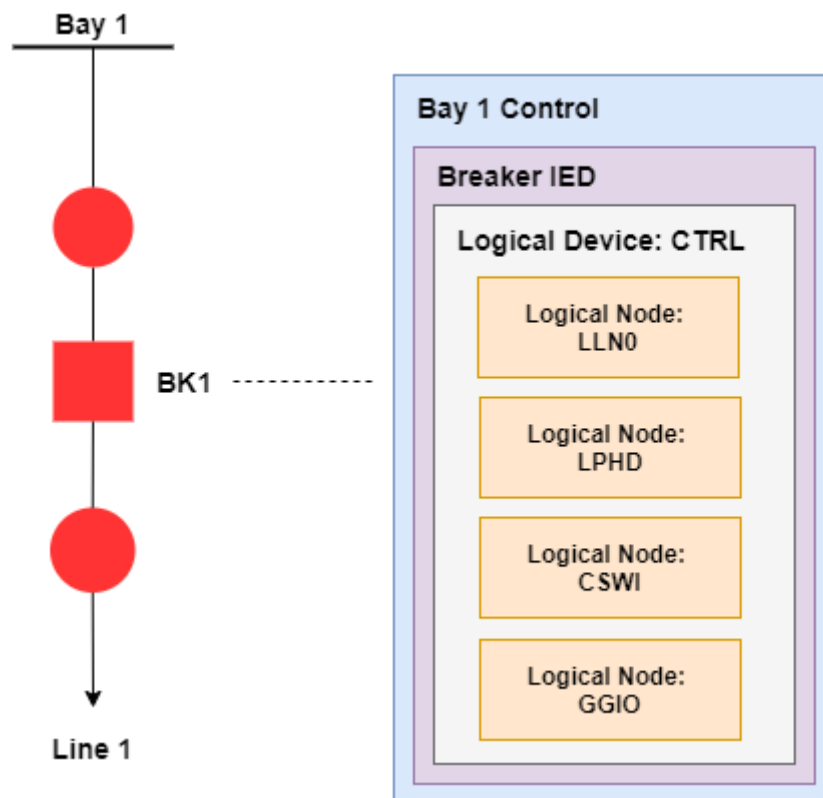 Bay 1
BK1
Line 1
Bay 1 Control
Breaker IED
Logical Device: CTRL
Logical Node:
LLN0
Logical Node:
LPHD
Logical Node:
CSWI
Logical Node:
GGIO